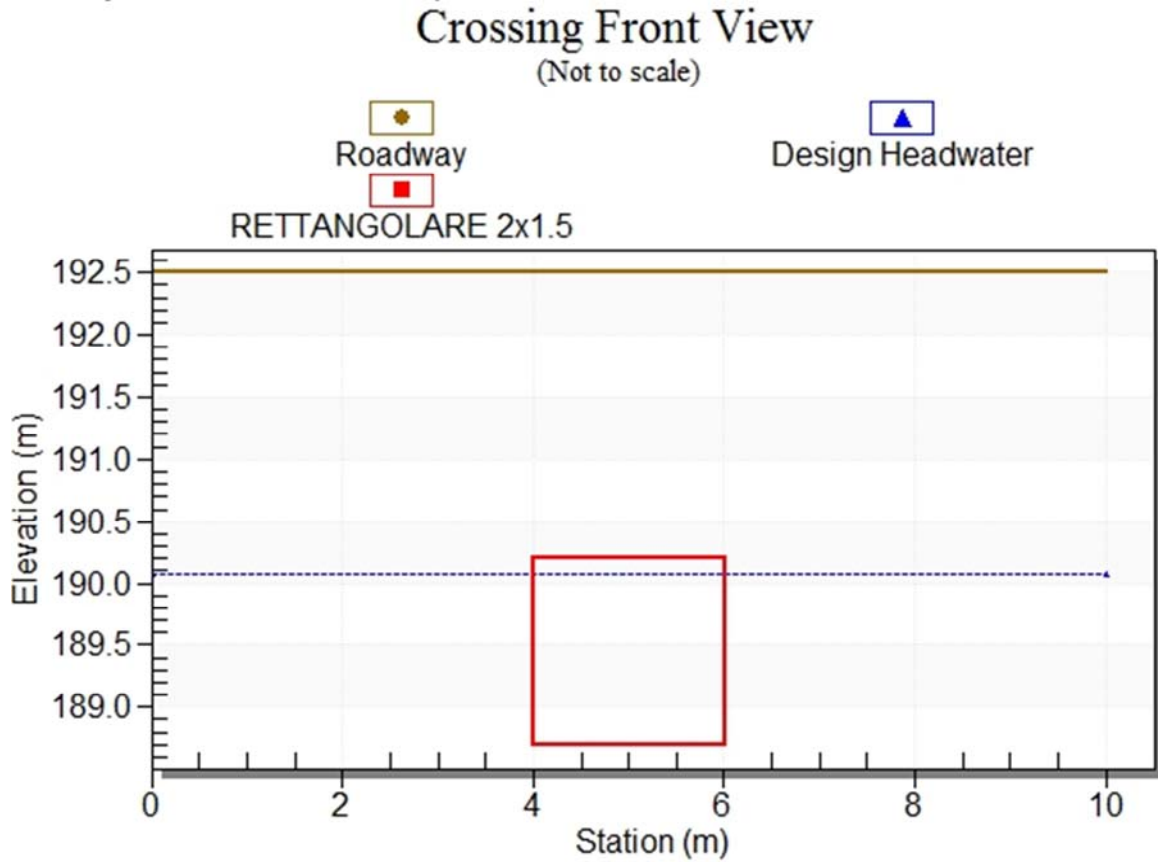 Crossing Front View
(Not to scale)
Roadway
Design Headwater
RETTANGOLARE 2x1.5
192.5
192.0
191.5
191.0
190.5
190.0
189.5
189.0
Elevation (m)
0 2 4 6 8 10
Station (m)